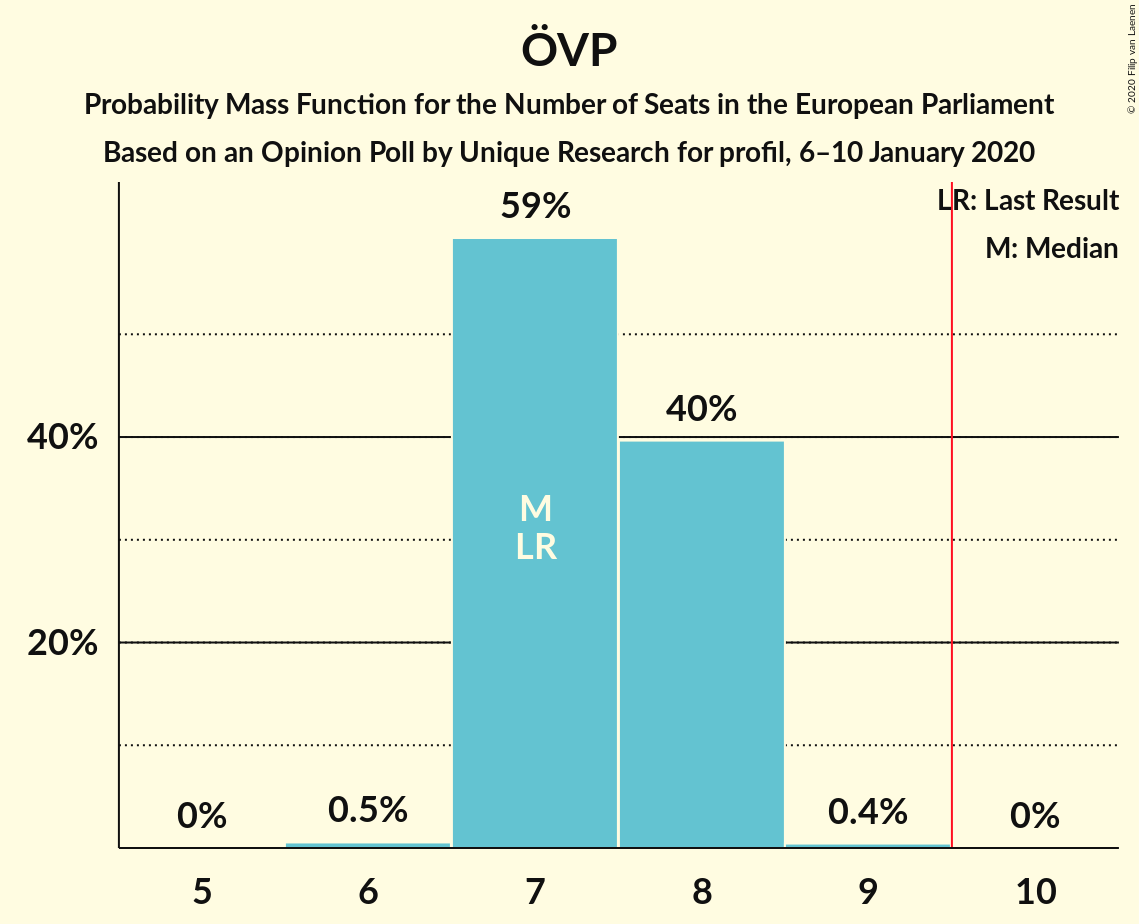 ÖVP
Probability Mass Function for the Number of Seats in the European Parliament
Based on an Opinion Poll by Unique Research for profil, 6–10 January 2020
© 2020 Filip van Laenen
LR: Last Result
M: Median
59%
40%
40%
M
LR
20%
0%
0.5%
0.4%
0%
5
6
7
8
9
10